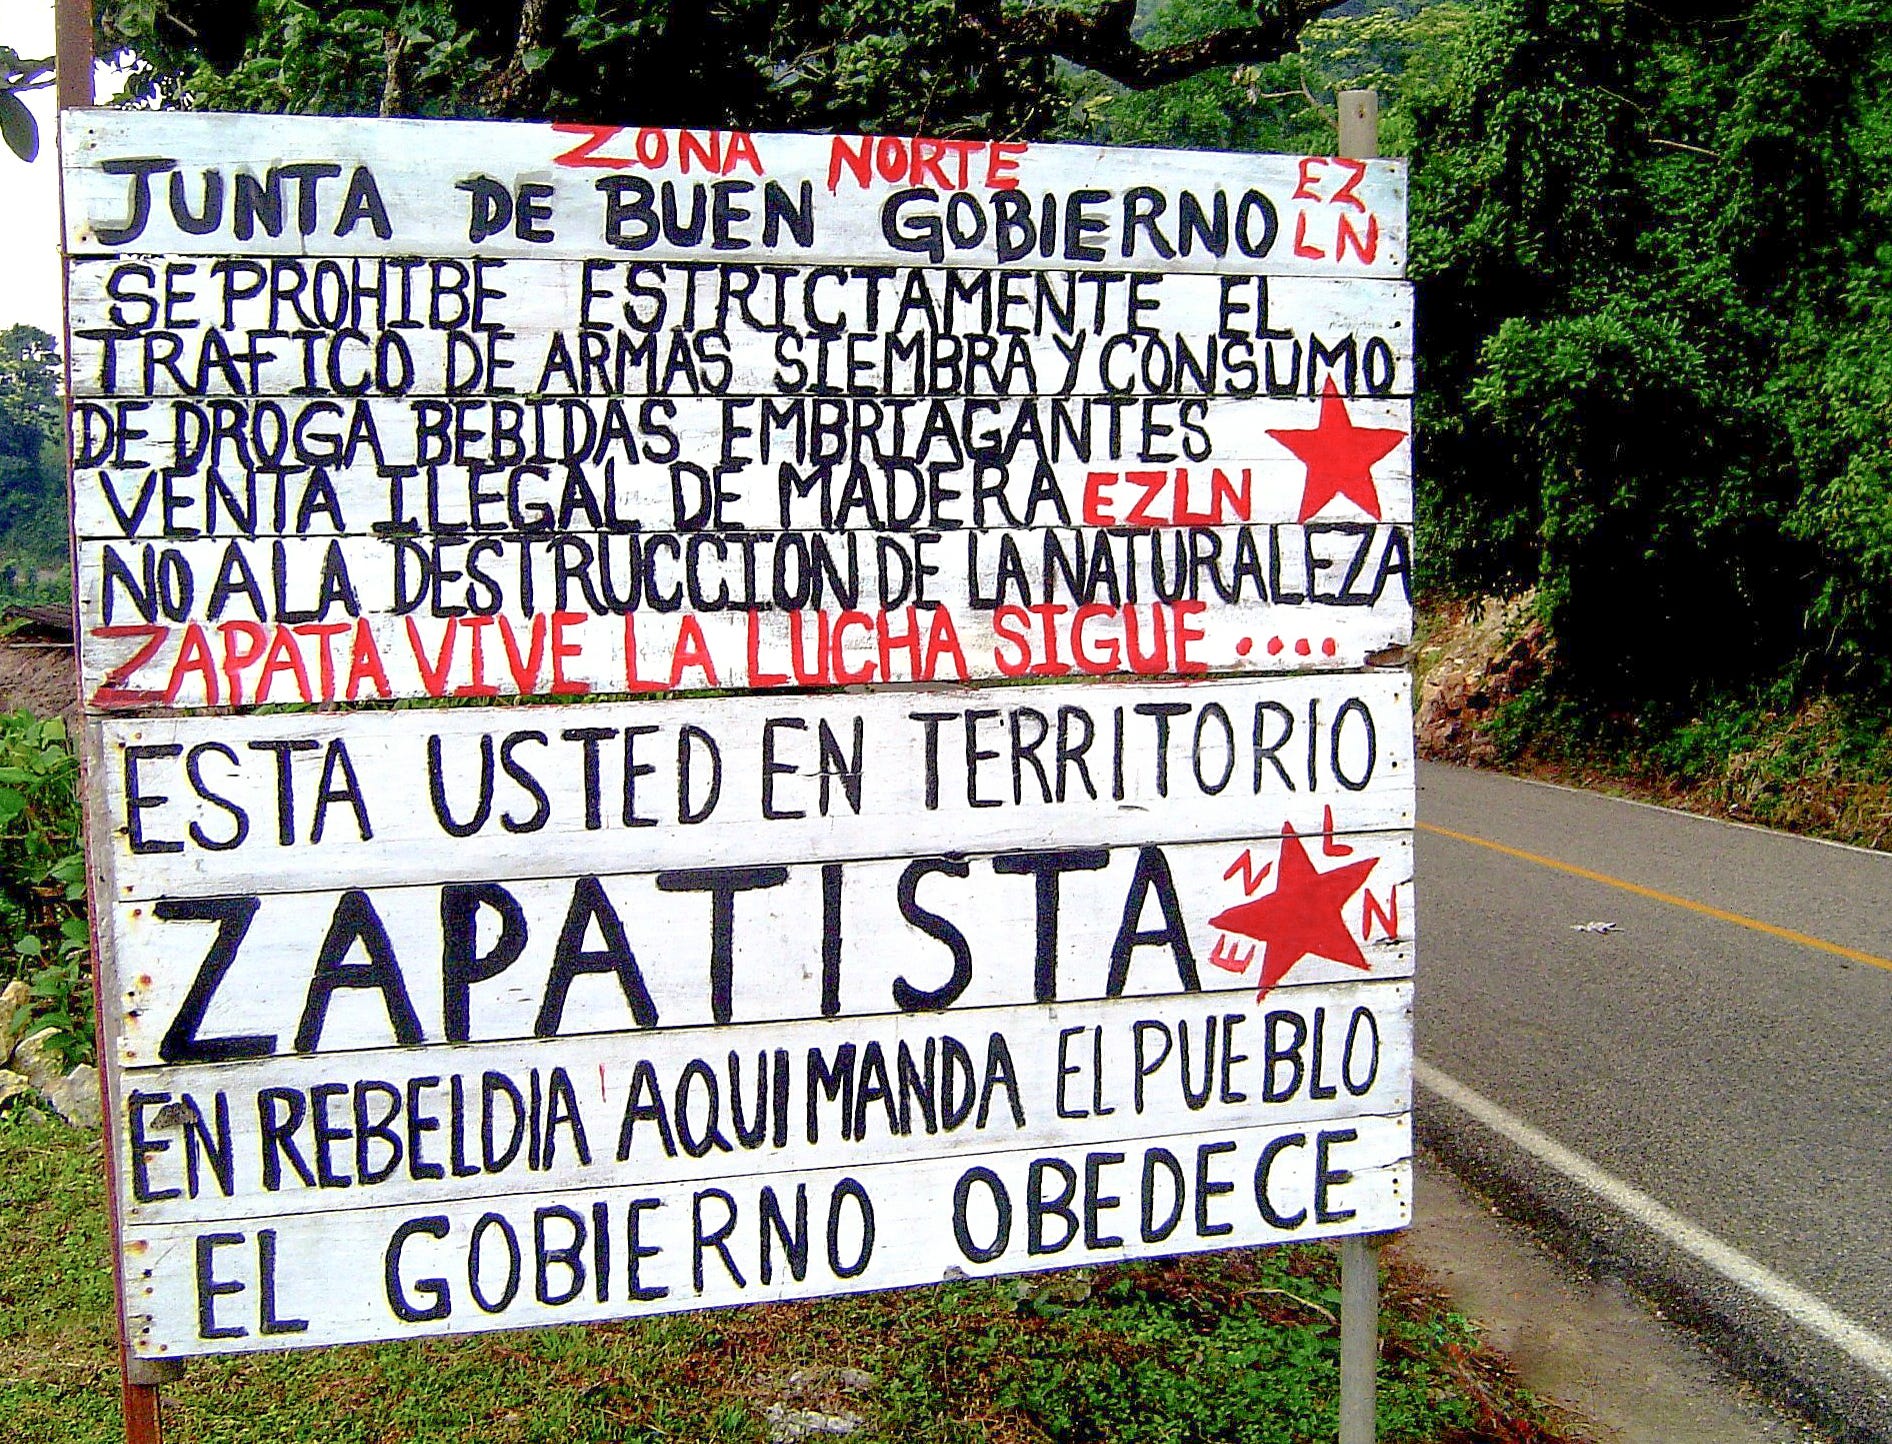 ZONA NORTE
JUNTA DE BUEN GOBIERNO EZ
LN
SE PROHIBE ESTRICTAMENTE EL
TRAFICO DE ARMAS SIEMBRA Y CONSUMO
DE DROGA BEBIDAS EMBRIAGANTES
VENTA ILEGAL DE MADERA EZLN
NO A LA DESTRUCCION DE LA NATURALEZA
ZAPATA VIVE LA LUCHA SIGUE ....
ESTA USTED EN TERRITORIO
ZAPATISTA EZLN
EN REBELDIA AQUI MANDA EL PUEBLO
EL GOBIERNO OBEDECE